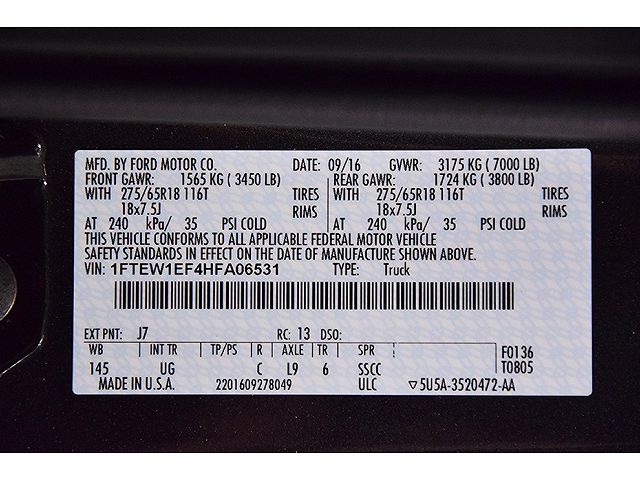 MFD. BY FORD MOTOR CO. DATE: 09/16 GVWR: 3175 KG ( 7000 LB)
FRONT GAWR: 1565 KG ( 3450 LB) REAR GAWR: 1724 KG ( 3800 LB)
WITH 275/65R18 116T TIRES WITH 275/65R18 116T TIRES
18x7.5J RIMS 18x7.5J RIMS
AT 240 kPa/ 35 PSI COLD AT 240 kPa/ 35 PSI COLD
THIS VEHICLE CONFORMS TO ALL APPLICABLE FEDERAL MOTOR VEHICLE
SAFETY STANDARDS IN EFFECT ON THE DATE OF MANUFACTURE SHOWN ABOVE.
VIN: 1FTEW1EF4HFA06531 TYPE: Truck
EXT PNT: J7 RC: 13 DSO:
WB INT TR TP/PS R AXLE TR SPR F0136
145 UG C L9 6 SSCC T0805
MADE IN U.S.A. 2201609278049 ULC ▽5U5A-3520472-AA